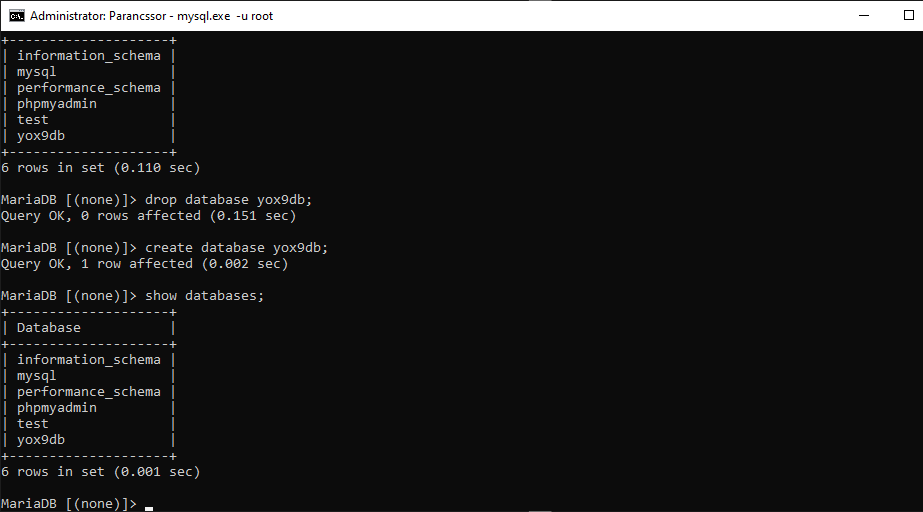 Administrator: Parancssor - mysql.exe  -u root
+--------------------+
| information_schema |
| mysql              |
| performance_schema |
| phpmyadmin         |
| test               |
| yox9db             |
+--------------------+
6 rows in set (0.110 sec)
MariaDB [(none)]> drop database yox9db;
Query OK, 0 rows affected (0.151 sec)
MariaDB [(none)]> create database yox9db;
Query OK, 1 row affected (0.002 sec)
MariaDB [(none)]> show databases;
+--------------------+
| Database           |
+--------------------+
| information_schema |
| mysql              |
| performance_schema |
| phpmyadmin         |
| test               |
| yox9db             |
+--------------------+
6 rows in set (0.001 sec)
MariaDB [(none)]>